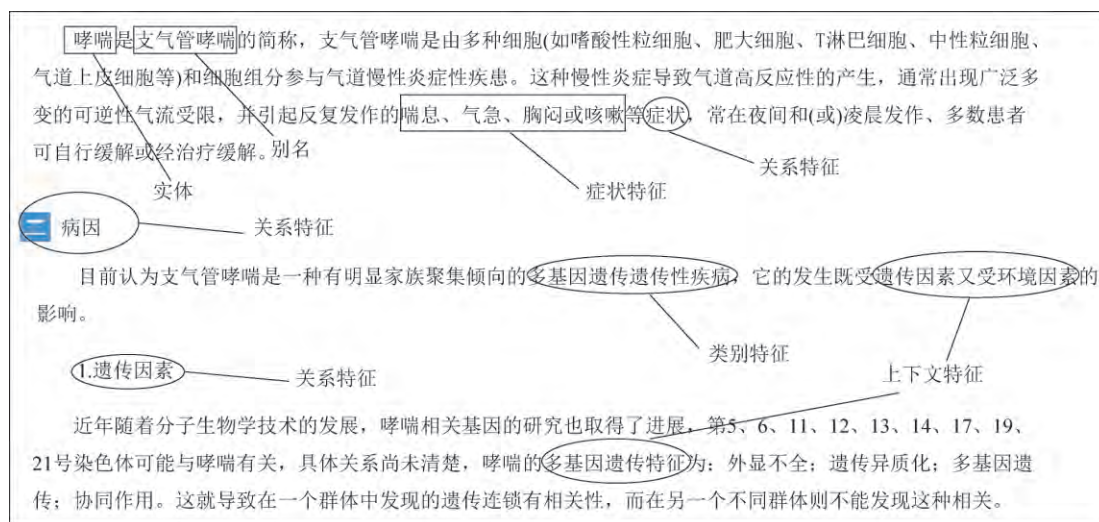 哮喘是支气管哮喘的简称，支气管哮喘是由多种细胞(如嗜酸性粒细胞、肥大细胞、T淋巴细胞、中性粒细胞、
气道上皮细胞等)和细胞组分参与气道慢性炎症性疾患。这种慢性炎症导致气道高反应性的产生，通常出现广泛多
变的可逆性气流受限，并引起反复发作的喘息、气急、胸闷或咳嗽等症状，常在夜间和(或)凌晨发作、多数患者
可自行缓解或经治疗缓解。
别名
关系特征
实体
症状特征
二 病因
关系特征
目前认为支气管哮喘是一种有明显家族聚集倾向的多基因遗传遗传性疾病，它的发生既受遗传因素又受环境因素的
影响。
类别特征
1.遗传因素
关系特征
上下文特征
近年随着分子生物学技术的发展，哮喘相关基因的研究也取得了进展，第5、6、11、12、13、14、17、19、
21号染色体可能与哮喘有关，具体关系尚未清楚，哮喘的多基因遗传特征为：外显不全；遗传异质化；多基因遗
传；协同作用。这就导致在一个群体中发现的遗传连锁有相关性，而在另一个不同群体则不能发现这种相关。